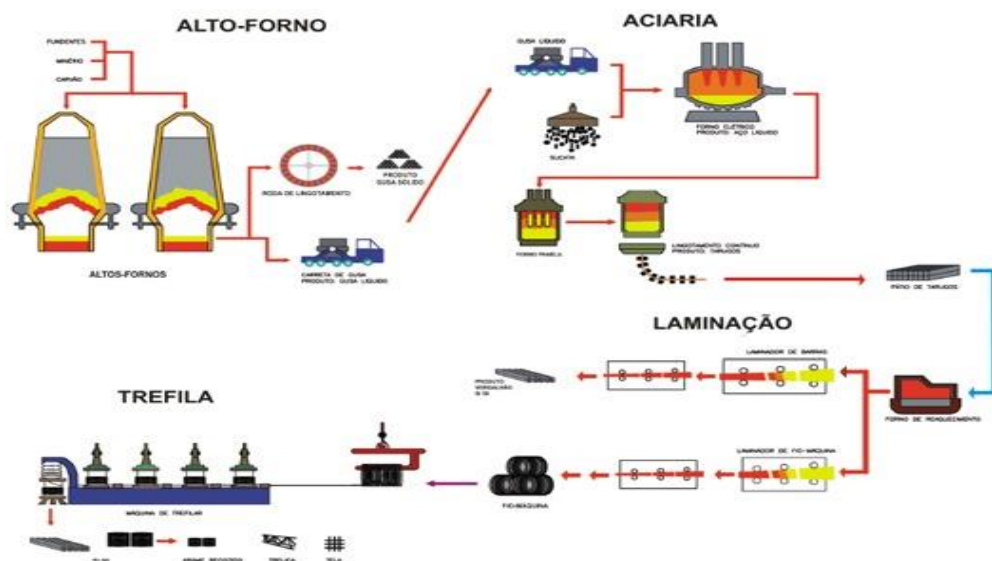 ALTO-FORNO
FUNDENTES
MINÉRIO
CARVÃO
RODA DE LINGOTAMENTO
PRODUTO
GUSA SÓLIDO
CARRETA DE GUSA
PRODUTO: GUSA LÍQUIDO
ALTOS-FORNOS
ACIARIA
GUSA LÍQUIDO
SUCATA
FORNO ELÉTRICO
PRODUTO: AÇO LÍQUIDO
FORNO PANELA
LINGOTAMENTO CONTÍNUO
PRODUTO: TARUGOS
PÁTIO DE TARUGOS
LAMINAÇÃO
LAMINADOR DE BARRAS
PRODUTO
VERGALHÃO
FORNO DE REAQUECIMENTO
LAMINADOR DE FIO-MÁQUINA
FIO-MÁQUINA
TREFILA
MÁQUINA DE TREFILAR
ARAME RECOZIDO
TRELIÇA
TELA